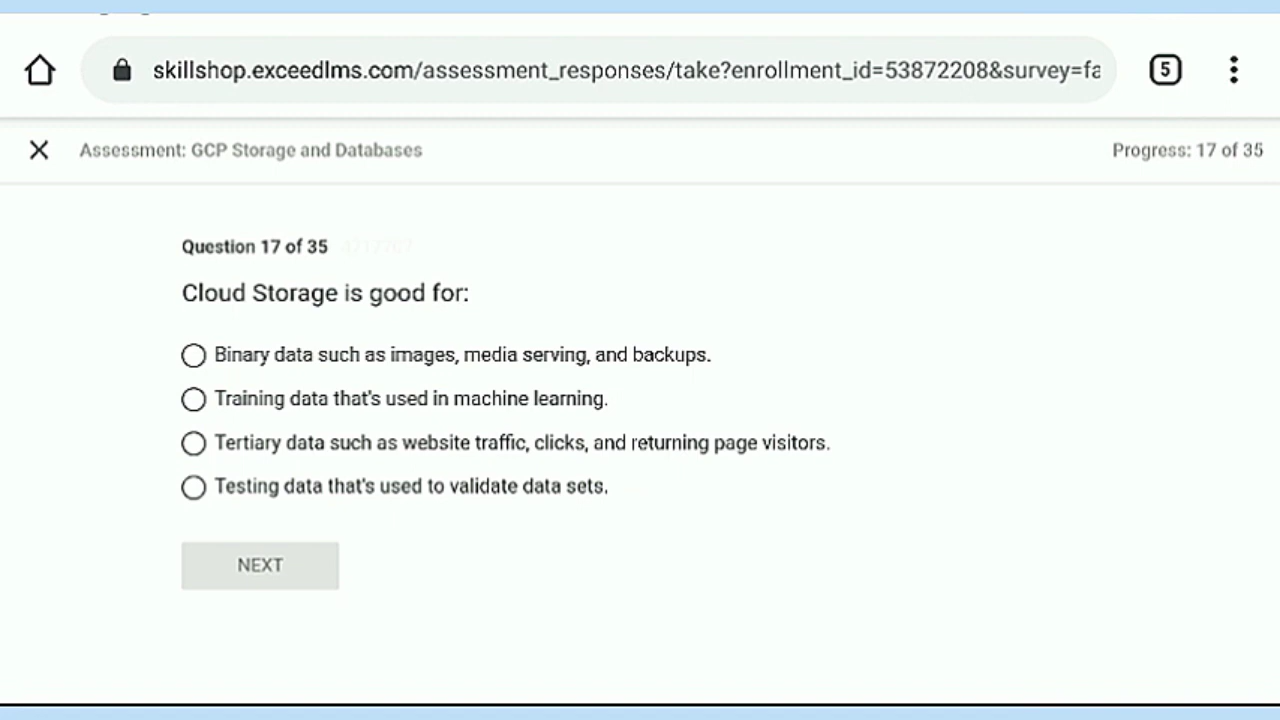 skillshop.exceedlms.com/assessment_responses/take?enrollment_id=53872208&survey=fa
5
Assessment: GCP Storage and Databases
Progress: 17 of 35
Question 17 of 35
Cloud Storage is good for:
Binary data such as images, media serving, and backups.
Training data that's used in machine learning.
Tertiary data such as website traffic, clicks, and returning page visitors.
Testing data that's used to validate data sets.
NEXT